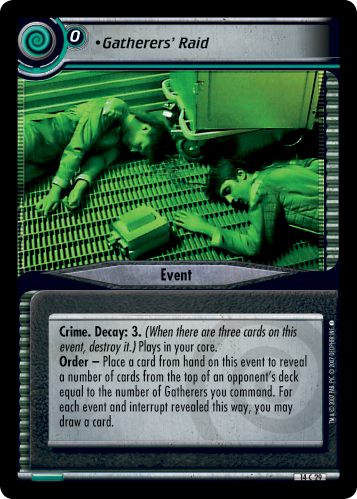 0
•Gatherers' Raid
Event
Crime. Decay: 3. (When there are three cards on this
event, destroy it.) Plays in your core.
Order – Place a card from hand on this event to reveal
a number of cards from the top of an opponent's deck
equal to the number of Gatherers you command. For
each event and interrupt revealed this way, you may
draw a card.
14 C 29